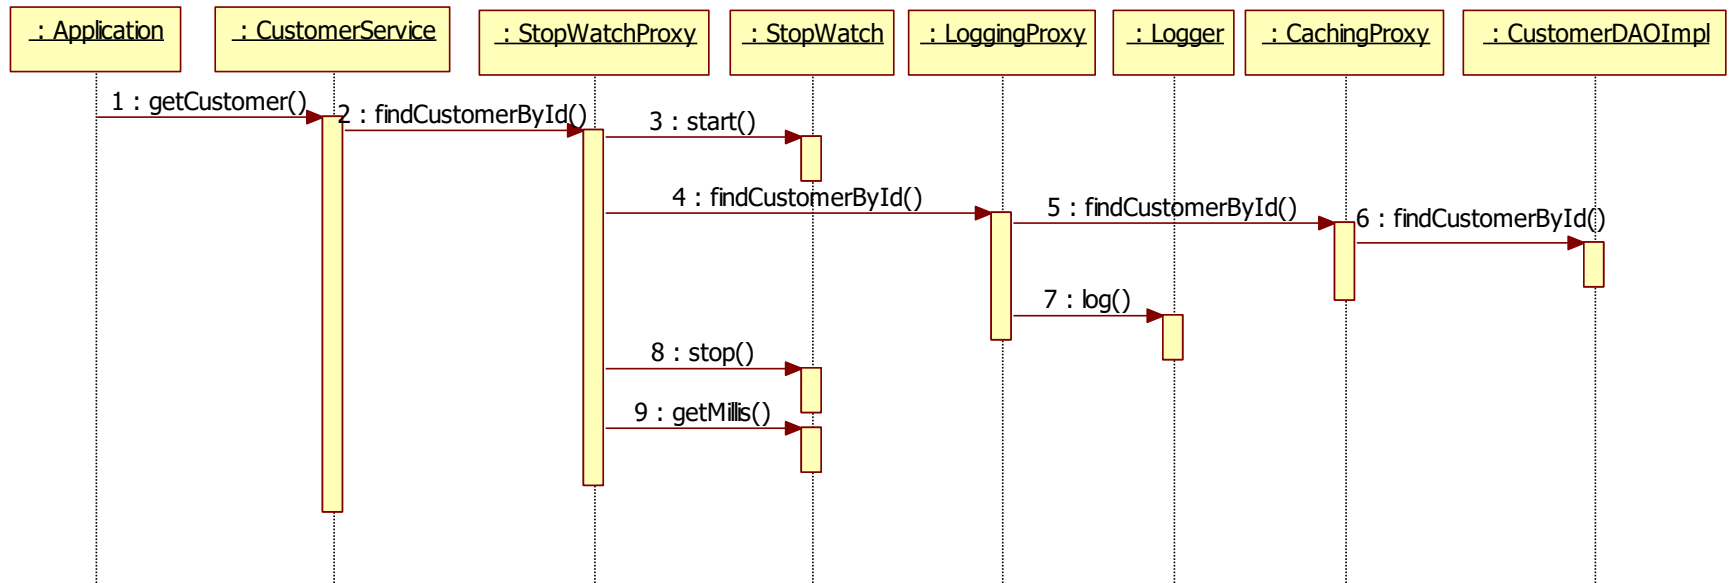 : Application
: CustomerService
: StopWatchProxy
: StopWatch
: LoggingProxy
: Logger
: CachingProxy
: CustomerDAOImpl
1 : getCustomer()
2 : findCustomerById()
3 : start()
4 : findCustomerById()
5 : findCustomerById()
6 : findCustomerById()
7 : log()
8 : stop()
9 : getMillis()